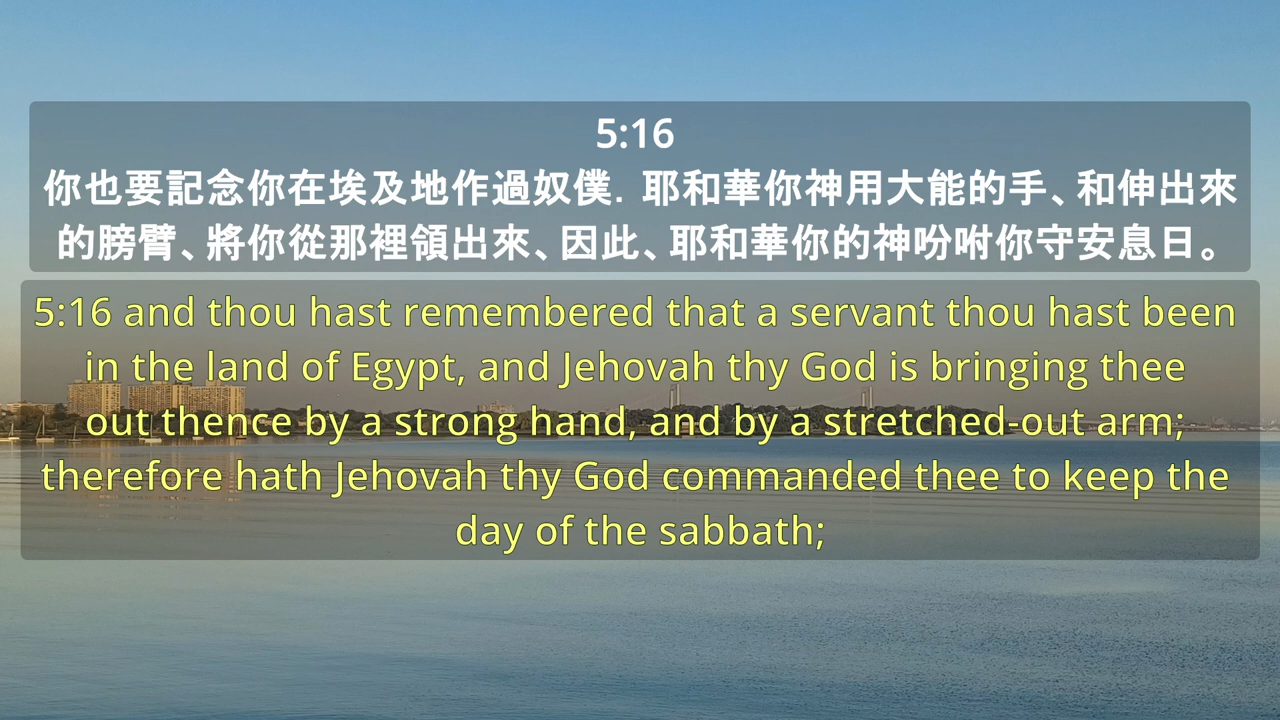 5:16
你也要記念你在埃及地作過奴僕．耶和華你神用大能的手、和伸出來
的膀臂、將你從那裡領出來、因此、耶和華你的神吩咐你守安息日。
5:16 and thou hast remembered that a servant thou hast been
in the land of Egypt, and Jehovah thy God is bringing thee
out thence by a strong hand, and by a stretched-out arm;
therefore hath Jehovah thy God commanded thee to keep the
day of the sabbath;